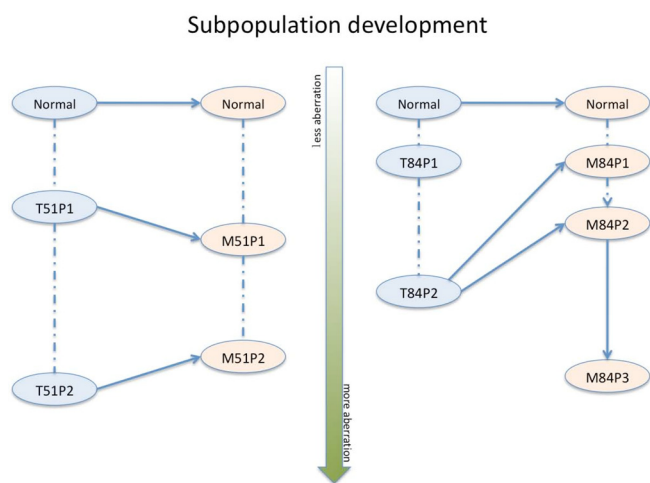 Subpopulation development
Normal
Normal
T51P1
M51P1
M51P2
T51P2
less aberration
more aberration
Normal
Normal
T84P1
M84P1
M84P2
T84P2
M84P3